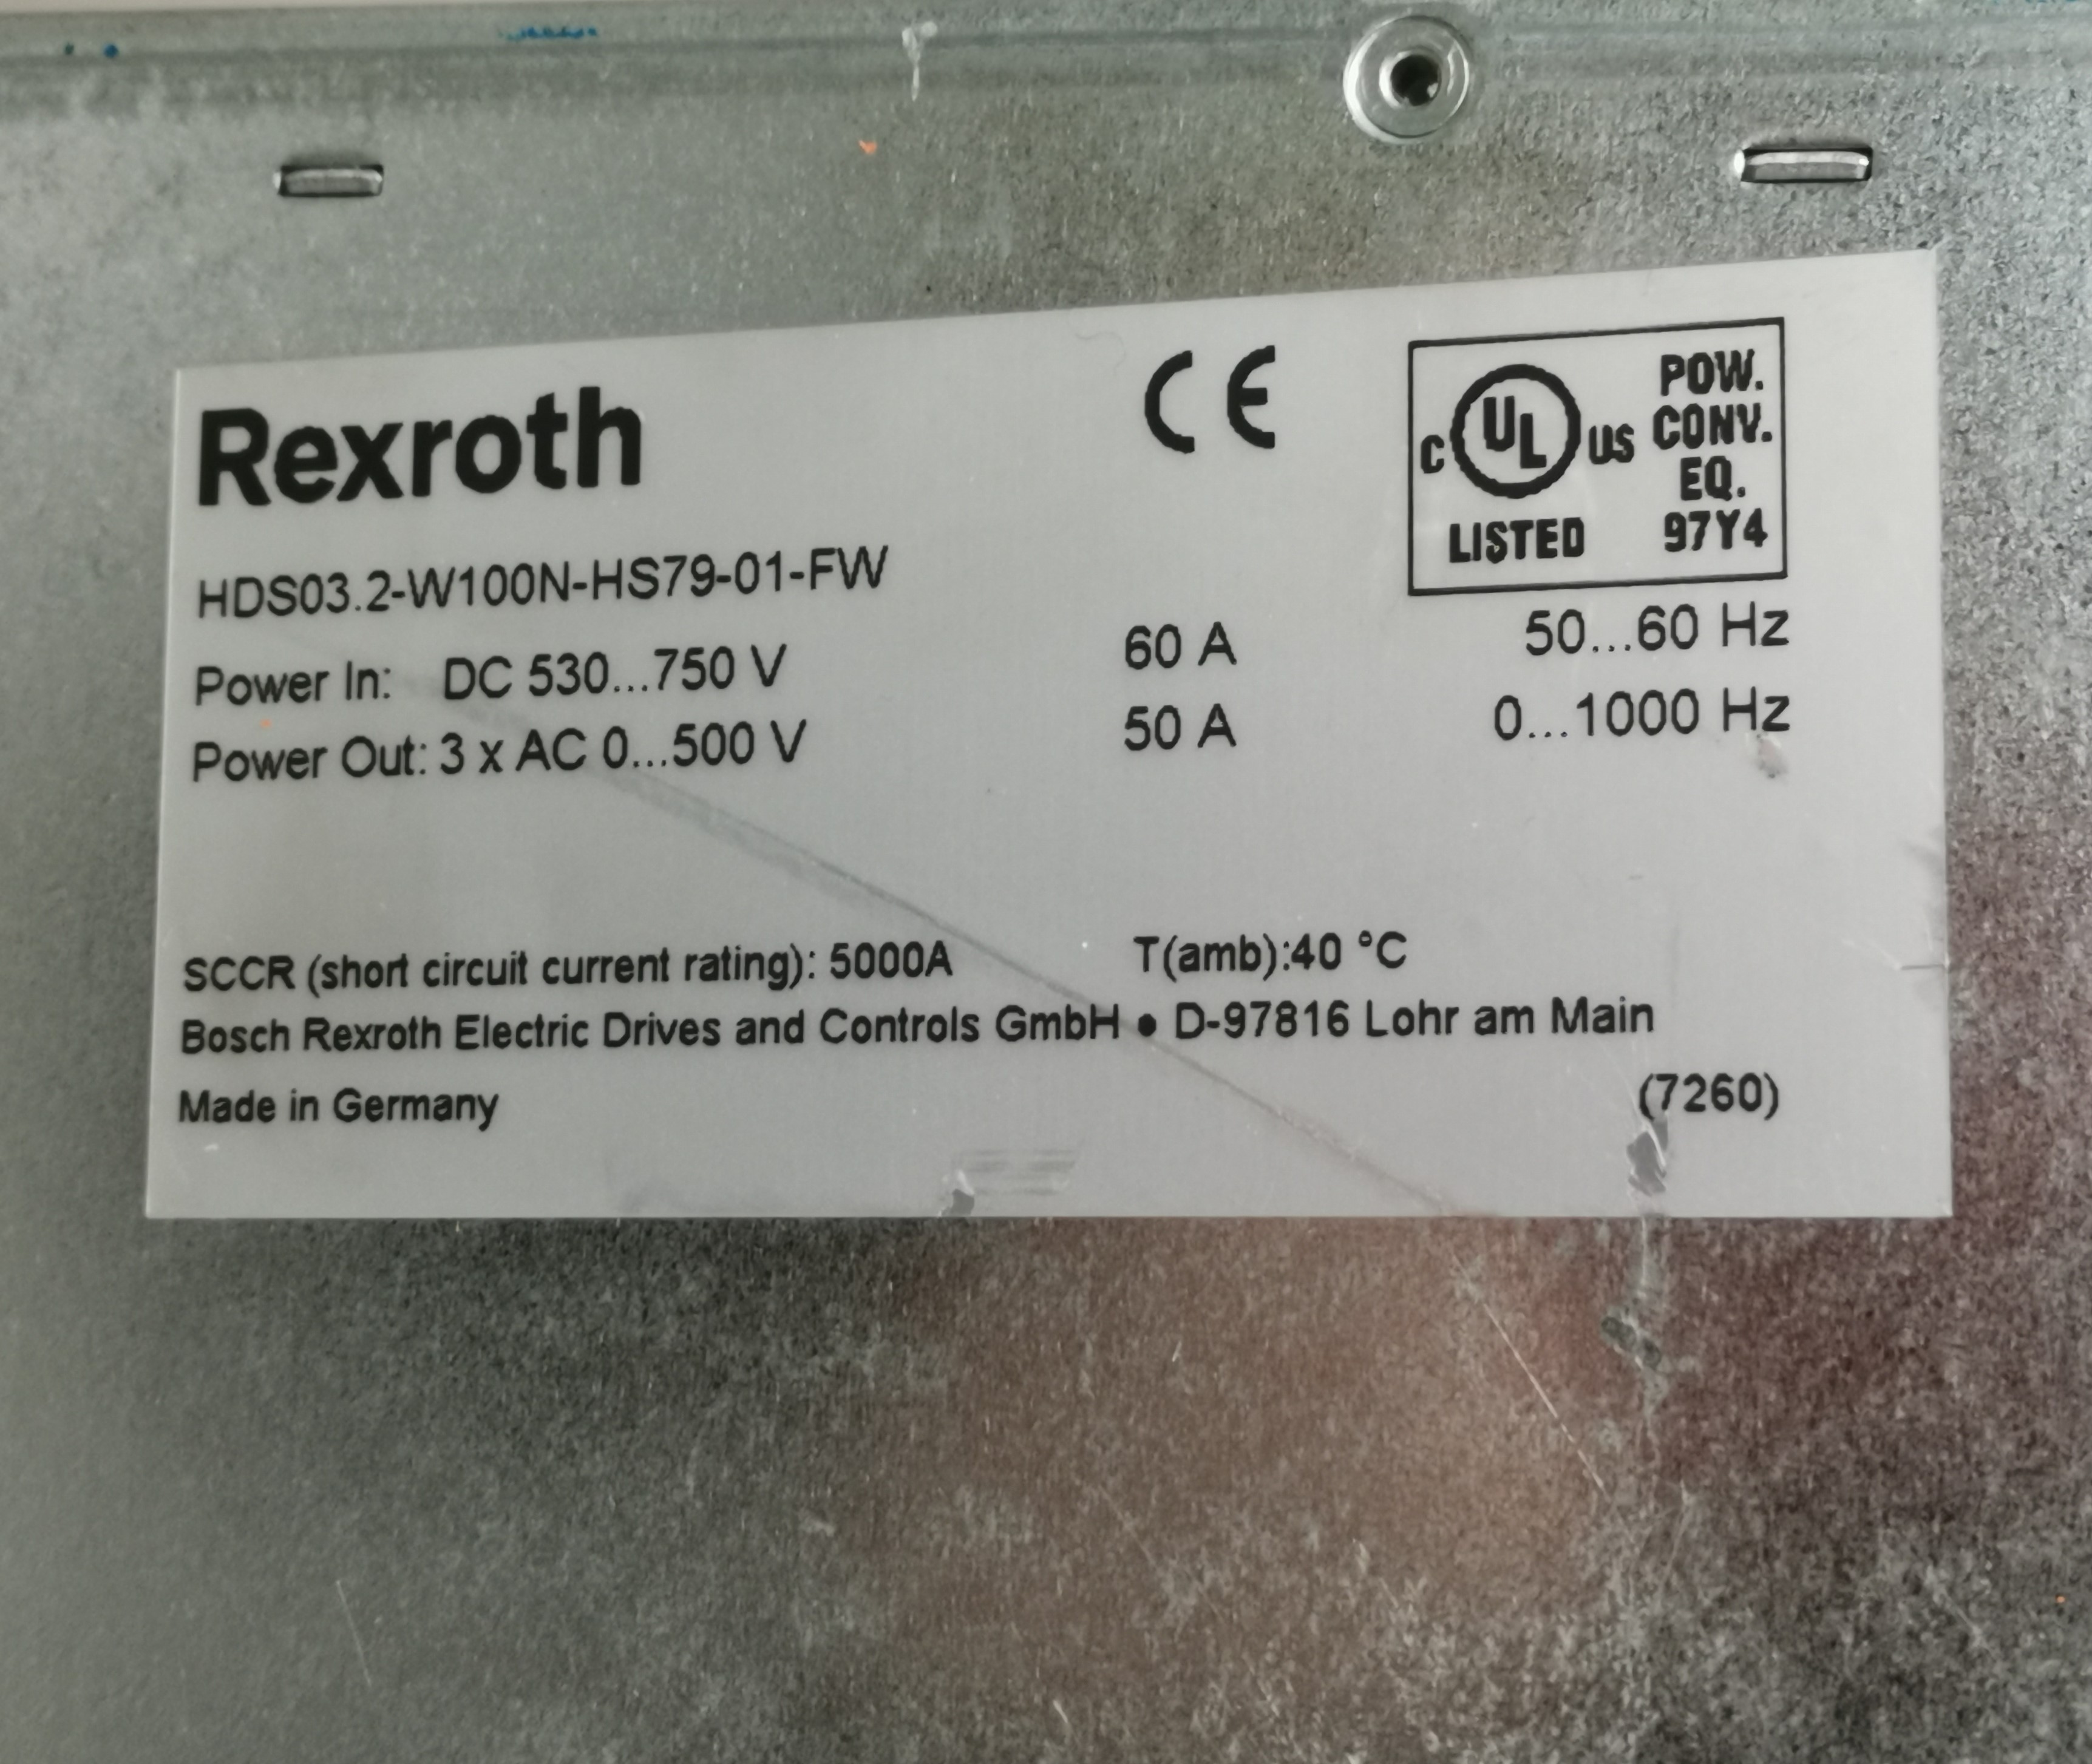 Rexroth
CE
C UL US LISTED
POW.
CONV.
EQ.
97Y4
HDS03.2-W100N-HS79-01-FW
Power In: DC 530...750 V 60 A 50...60 Hz
Power Out: 3 x AC 0...500 V 50 A 0...1000 Hz
SCCR (short circuit current rating): 5000A T(amb):40 °C
Bosch Rexroth Electric Drives and Controls GmbH • D-97816 Lohr am Main
Made in Germany (7260)